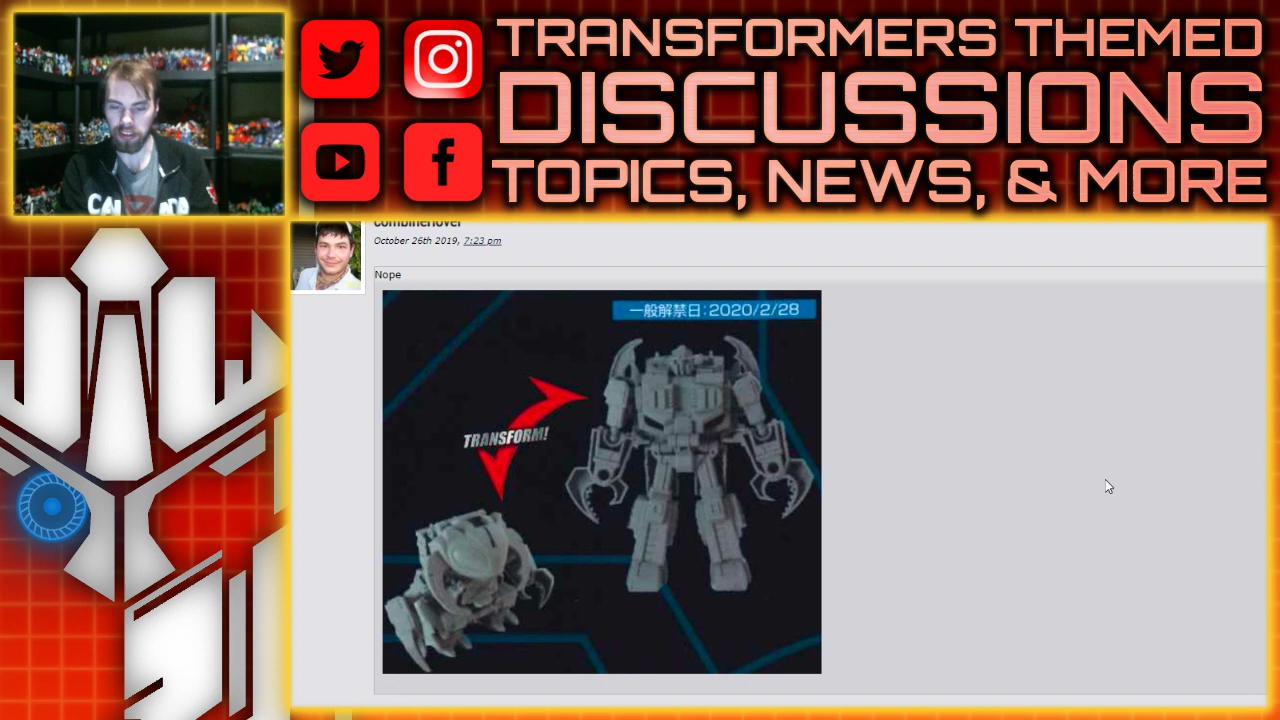 TRANSFORMERS THEMED
DISCUSSIONS
TOPICS, NEWS, & MORE
combinerlover
October 26th 2019, 7:23 pm
Nope
一般解禁日:2020/2/28
TRANSFORM!